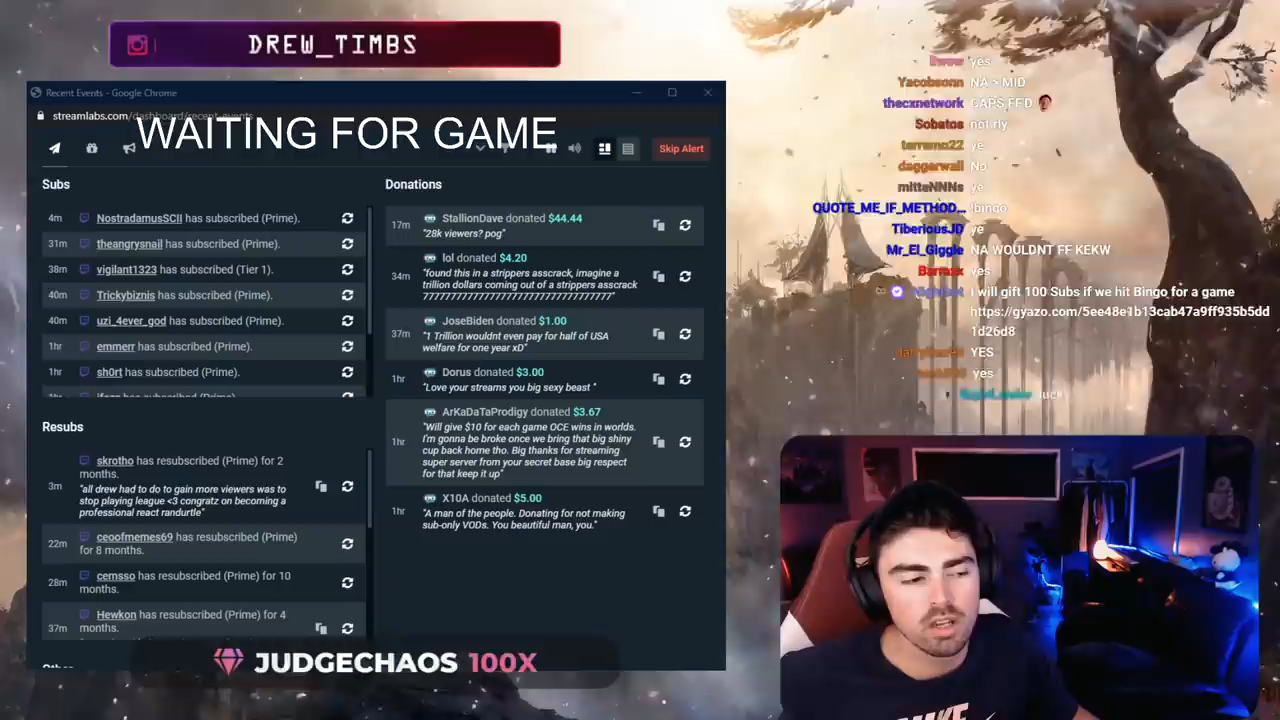 DREW_TIMBS
Recent Events - Google Chrome
streamlabs.com/dashboard/recent-events
WAITING FOR GAME
Skip Alert
Subs
4m NostradamusSCII has subscribed (Prime).
31m theangrysnail has subscribed (Prime).
38m vigilant1323 has subscribed (Tier 1).
40m Trickybiznis has subscribed (Prime).
40m uzi_4ever_god has subscribed (Prime).
1hr emmerr has subscribed (Prime).
1hr sh0rt has subscribed (Prime).
Resubs
skrotho has resubscribed (Prime) for 2
months.
3m "all drew had to do to gain more viewers was to
stop playing league <3 congratz on becoming a
professional react randurtle"
22m ceoofmemes69 has resubscribed (Prime)
for 8 months.
28m cemsso has resubscribed (Prime) for 10
months.
37m Hewkon has resubscribed (Prime) for 4
months.
Donations
17m StallionDave donated $44.44
"28k viewers? pog"
34m lol donated $4.20
"found this in a strippers asscrack, imagine a
trillion dollars coming out of a strippers asscrack
37m JoseBiden donated $1.00
"1 Trillion wouldnt even pay for half of USA
welfare for one year xD"
1hr Dorus donated $3.00
"Love your streams you big sexy beast "
1hr ArKaDaTaProdigy donated $3.67
"Will give $10 for each game OCE wins in worlds.
I'm gonna be broke once we bring that big shiny
cup back home tho. Big thanks for streaming
super server from your secret base big respect
for that keep it up"
1hr X10A donated $5.00
"A man of the people. Donating for not making
sub-only VODs. You beautiful man, you."
JUDGECHAOS 100X
yes
Yacobsonn NA > MID
thecxnetwork CAPS FF'D
Sobatos not rly
terremo22 ye
daggerwall No
mitteNNNs ye
QUOTE_ME_IF_METHOD... !bingo
TiberiousJD ye
Mr_El_Giggle NA WOULDNT FF KEKW
yes
i will gift 100 Subs if we hit Bingo for a game
https://gyazo.com/5ee48e1b13cab47a9ff935b5dd
1d26d8
YES
yes